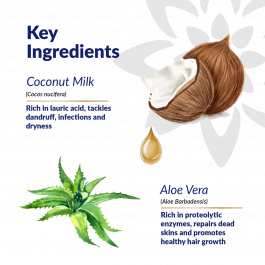 Key
Ingredients
Coconut Milk
(Cocos nucifera)
Rich in lauric acid, tackles
dandruff, infections and
dryness
Aloe Vera
(Aloe Barbadensis)
Rich in proteolytic
enzymes, repairs dead
skins and promotes
healthy hair growth